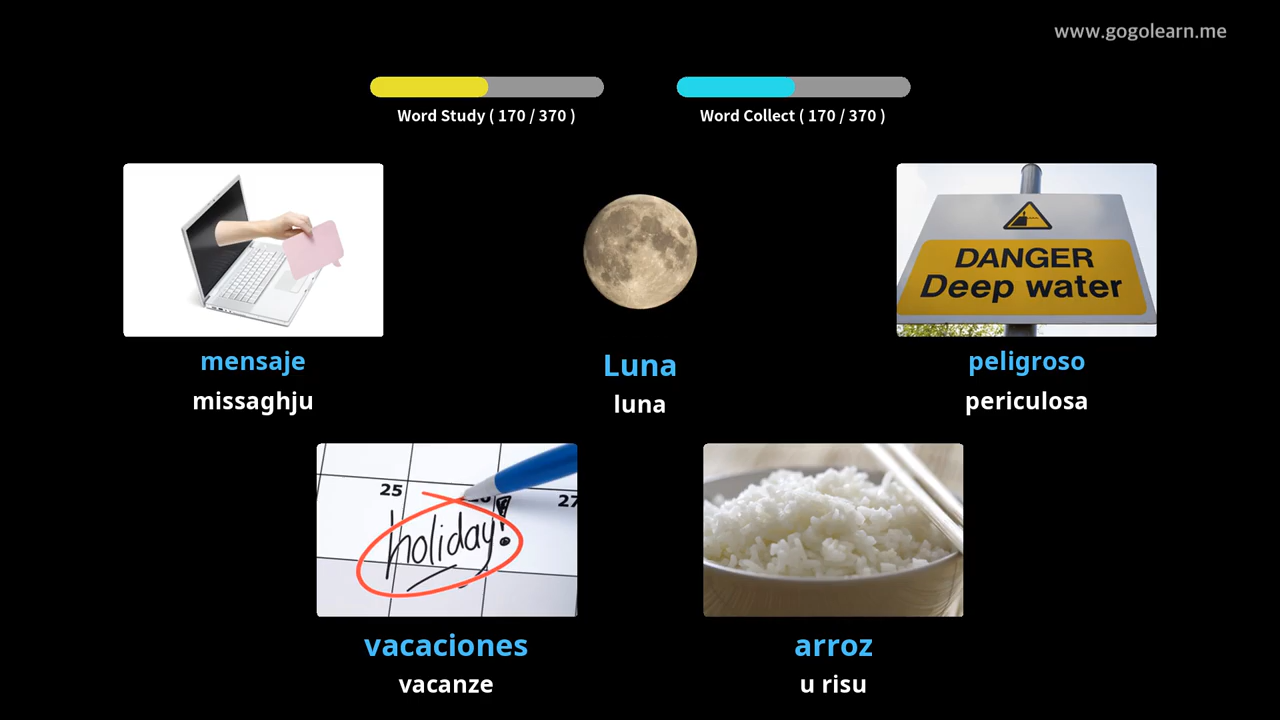 www.gogolearn.me
Word Study ( 170 / 370 )
Word Collect ( 170 / 370 )
DANGER
Deep water
mensaje
missaghju
Luna
luna
peligroso
periculosa
25
27
holiday!
vacaciones
vacanze
arroz
u risu